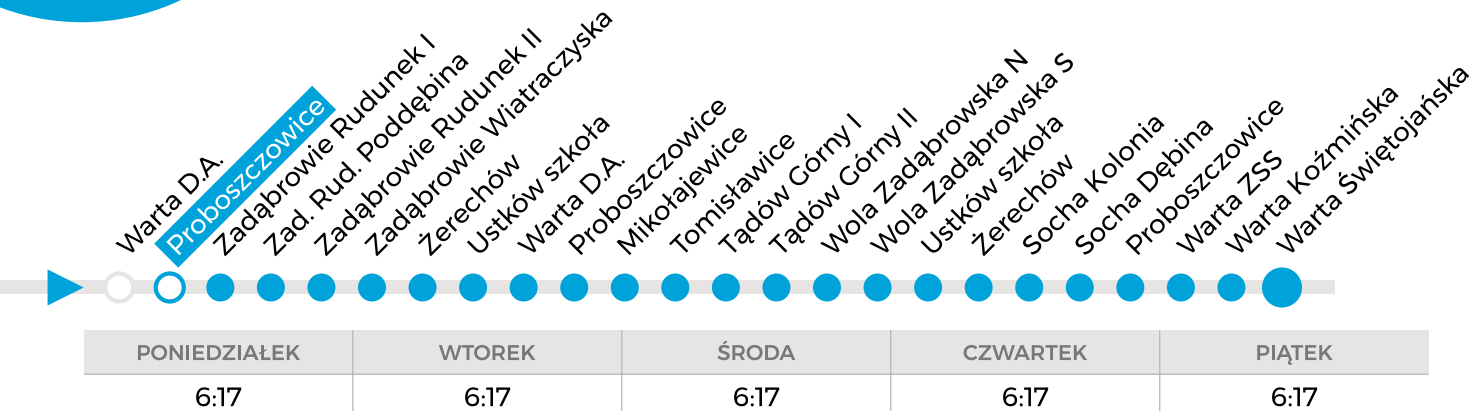 Warta D.A.
Proboszczowice
Zadąbrowie Rudunek I
Zad. Rud. Poddębina
Zadąbrowie Rudunek II
Zadąbrowie Wiatraczyska
Żerechów
Ustków szkoła
Warta D.A.
Proboszczowice
Mikołajewice
Tomisławice
Tądów Górny I
Tądów Górny II
Wola Zadąbrowska N
Wola Zadąbrowska S
Ustków szkoła
Żerechów
Socha Kolonia
Socha Dębina
Proboszczowice
Warta ZSS
Warta Koźmińska
Warta Świętojańska
PONIEDZIAŁEK WTOREK ŚRODA CZWARTEK PIĄTEK
6:17 6:17 6:17 6:17 6:17